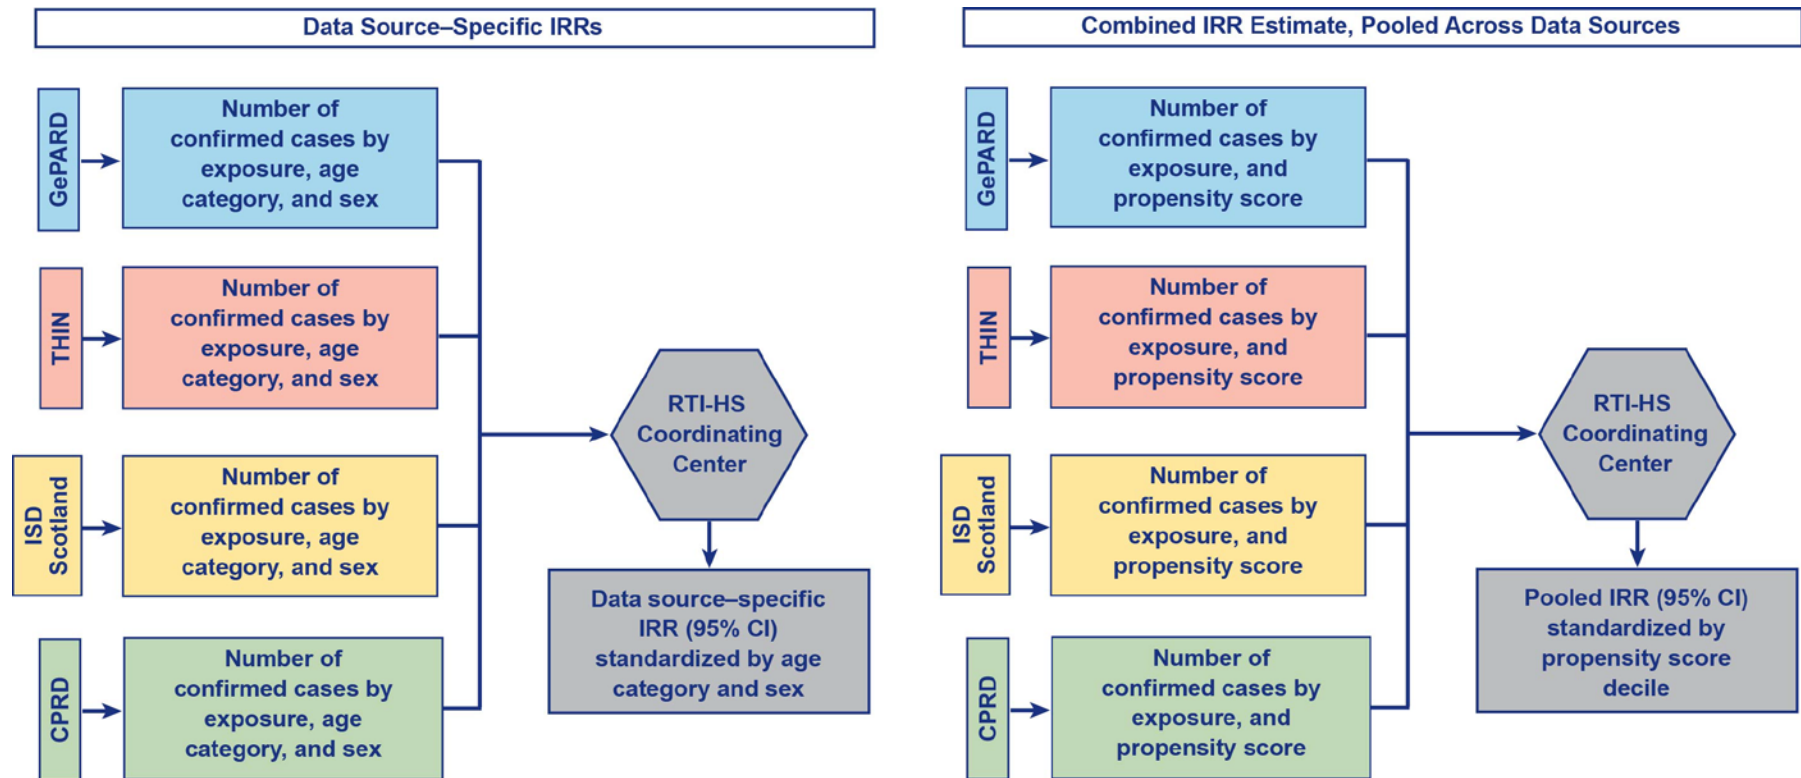 Data Source–Specific IRRs
GePARD
Number of
confirmed cases by
exposure, age
category, and sex
THIN
Number of
confirmed cases by
exposure, age
category, and sex
ISD
Scotland
Number of
confirmed cases by
exposure, age
category, and sex
CPRD
Number of
confirmed cases by
exposure, age
category, and sex
RTI-HS
Coordinating
Center
Data source–specific
IRR (95% CI)
standardized by age
category and sex
Combined IRR Estimate, Pooled Across Data Sources
GePARD
Number of
confirmed cases by
exposure, and
propensity score
THIN
Number of
confirmed cases by
exposure, and
propensity score
ISD
Scotland
Number of
confirmed cases by
exposure, and
propensity score
CPRD
Number of
confirmed cases by
exposure, and
propensity score
RTI-HS
Coordinating
Center
Pooled IRR (95% CI)
standardized by
propensity score
decile